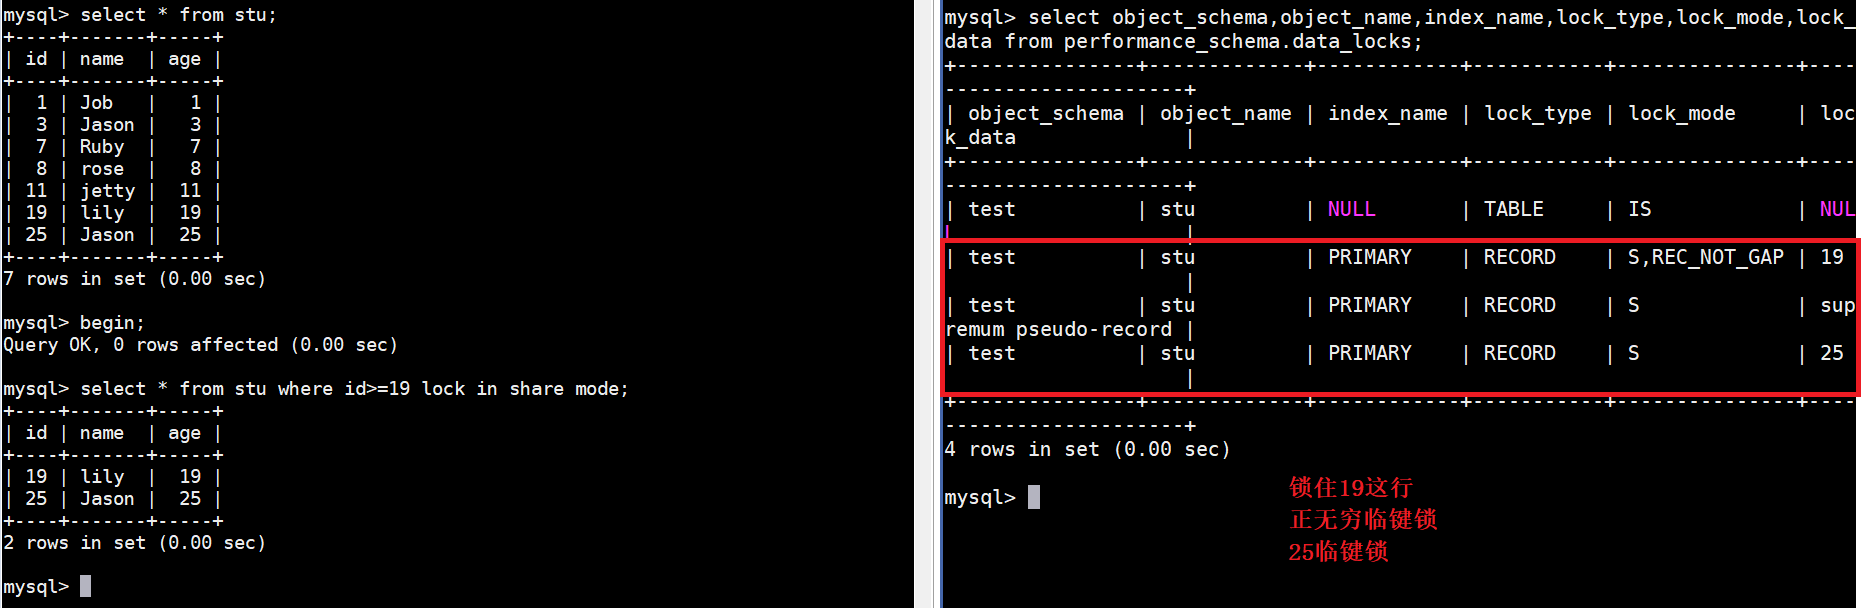 mysql> select * from stu;
+----+-------+-----+
| id | name  | age |
+----+-------+-----+
|  1 | Job   |   1 |
|  3 | Jason |   3 |
|  7 | Ruby  |   7 |
|  8 | rose  |   8 |
| 11 | jetty |  11 |
| 19 | lily  |  19 |
| 25 | Jason |  25 |
+----+-------+-----+
7 rows in set (0.00 sec)

mysql> begin;
Query OK, 0 rows affected (0.00 sec)

mysql> select * from stu where id>=19 lock in share mode;
+----+-------+-----+
| id | name  | age |
+----+-------+-----+
| 19 | lily  |  19 |
| 25 | Jason |  25 |
+----+-------+-----+
2 rows in set (0.00 sec)

mysql>
mysql> select object_schema,object_name,index_name,lock_type,lock_mode,lock_
data from performance_schema.data_locks;
+---------------+-------------+------------+-----------+---------------+----
--------------------+
| object_schema | object_name | index_name | lock_type | lock_mode     | loc
k_data              |
+---------------+-------------+------------+-----------+---------------+----
--------------------+
| test          | stu         | NULL       | TABLE     | IS            | NUL
L                   |
| test          | stu         | PRIMARY    | RECORD    | S,REC_NOT_GAP | 19
                    |
| test          | stu         | PRIMARY    | RECORD    | S             | sup
remum pseudo-record |
| test          | stu         | PRIMARY    | RECORD    | S             | 25
                    |
+---------------+-------------+------------+-----------+---------------+----
--------------------+
4 rows in set (0.00 sec)

mysql>
锁住19这行
正无穷临键锁
25临键锁